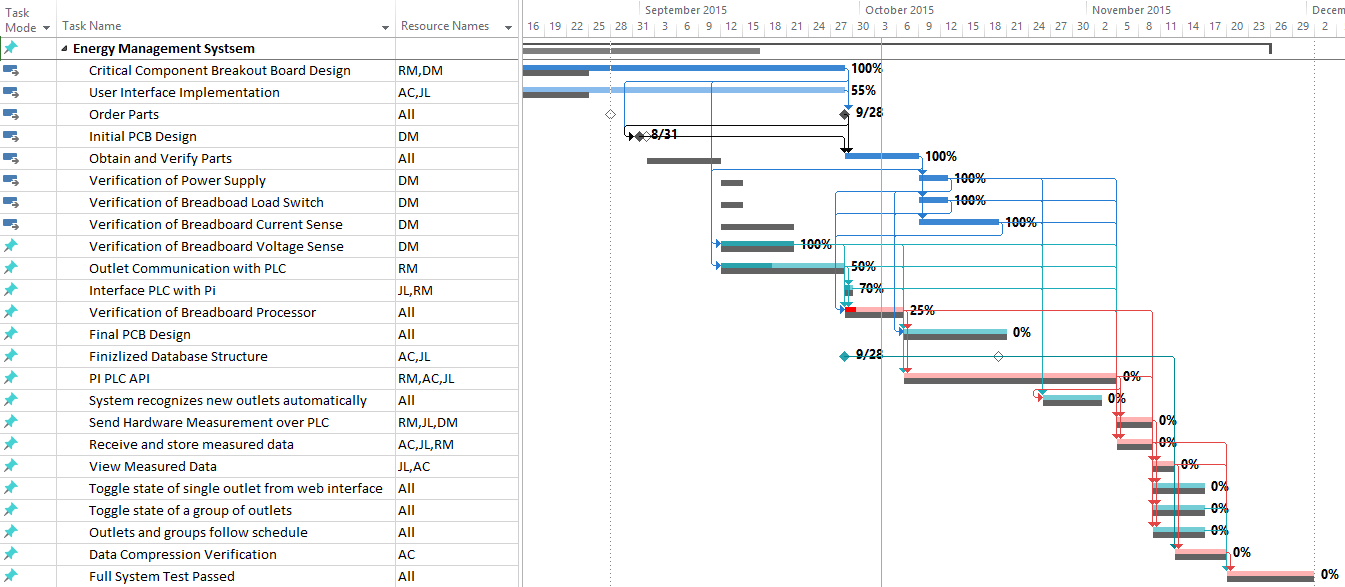 Task Mode Task Name Resource Names September 2015 October 2015 November 2015 Decem
16 19 22 25 28 31 3 6 9 12 15 18 21 24 27 30 3 6 9 12 15 18 21 24 27 30 2 5 8 11 14 17 20 23 26 29 2
Energy Management Systsem
Critical Component Breakout Board Design RM,DM 100%
User Interface Implementation AC,JL 55%
Order Parts All 9/28
Initial PCB Design DM 8/31
Obtain and Verify Parts All 100%
Verification of Power Supply DM 100%
Verification of Breadboad Load Switch DM 100%
Verification of Breadboard Current Sense DM 100%
Verification of Breadboard Voltage Sense DM 100%
Outlet Communication with PLC RM 50%
Interface PLC with Pi JL,RM 70%
Verification of Breadboard Processor All 25%
Final PCB Design All 0%
Finizlized Database Structure AC,JL 9/28
PI PLC API RM,AC,JL 0%
System recognizes new outlets automatically All 0%
Send Hardware Measurement over PLC RM,JL,DM 0%
Receive and store measured data AC,JL,RM 0%
View Measured Data JL,AC 0%
Toggle state of single outlet from web interface All 0%
Toggle state of a group of outlets All 0%
Outlets and groups follow schedule All 0%
Data Compression Verification AC 0%
Full System Test Passed All 0%